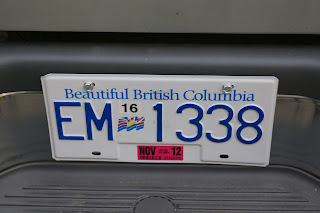 Beautiful British Columbia
16
EM 1338
NOV 12